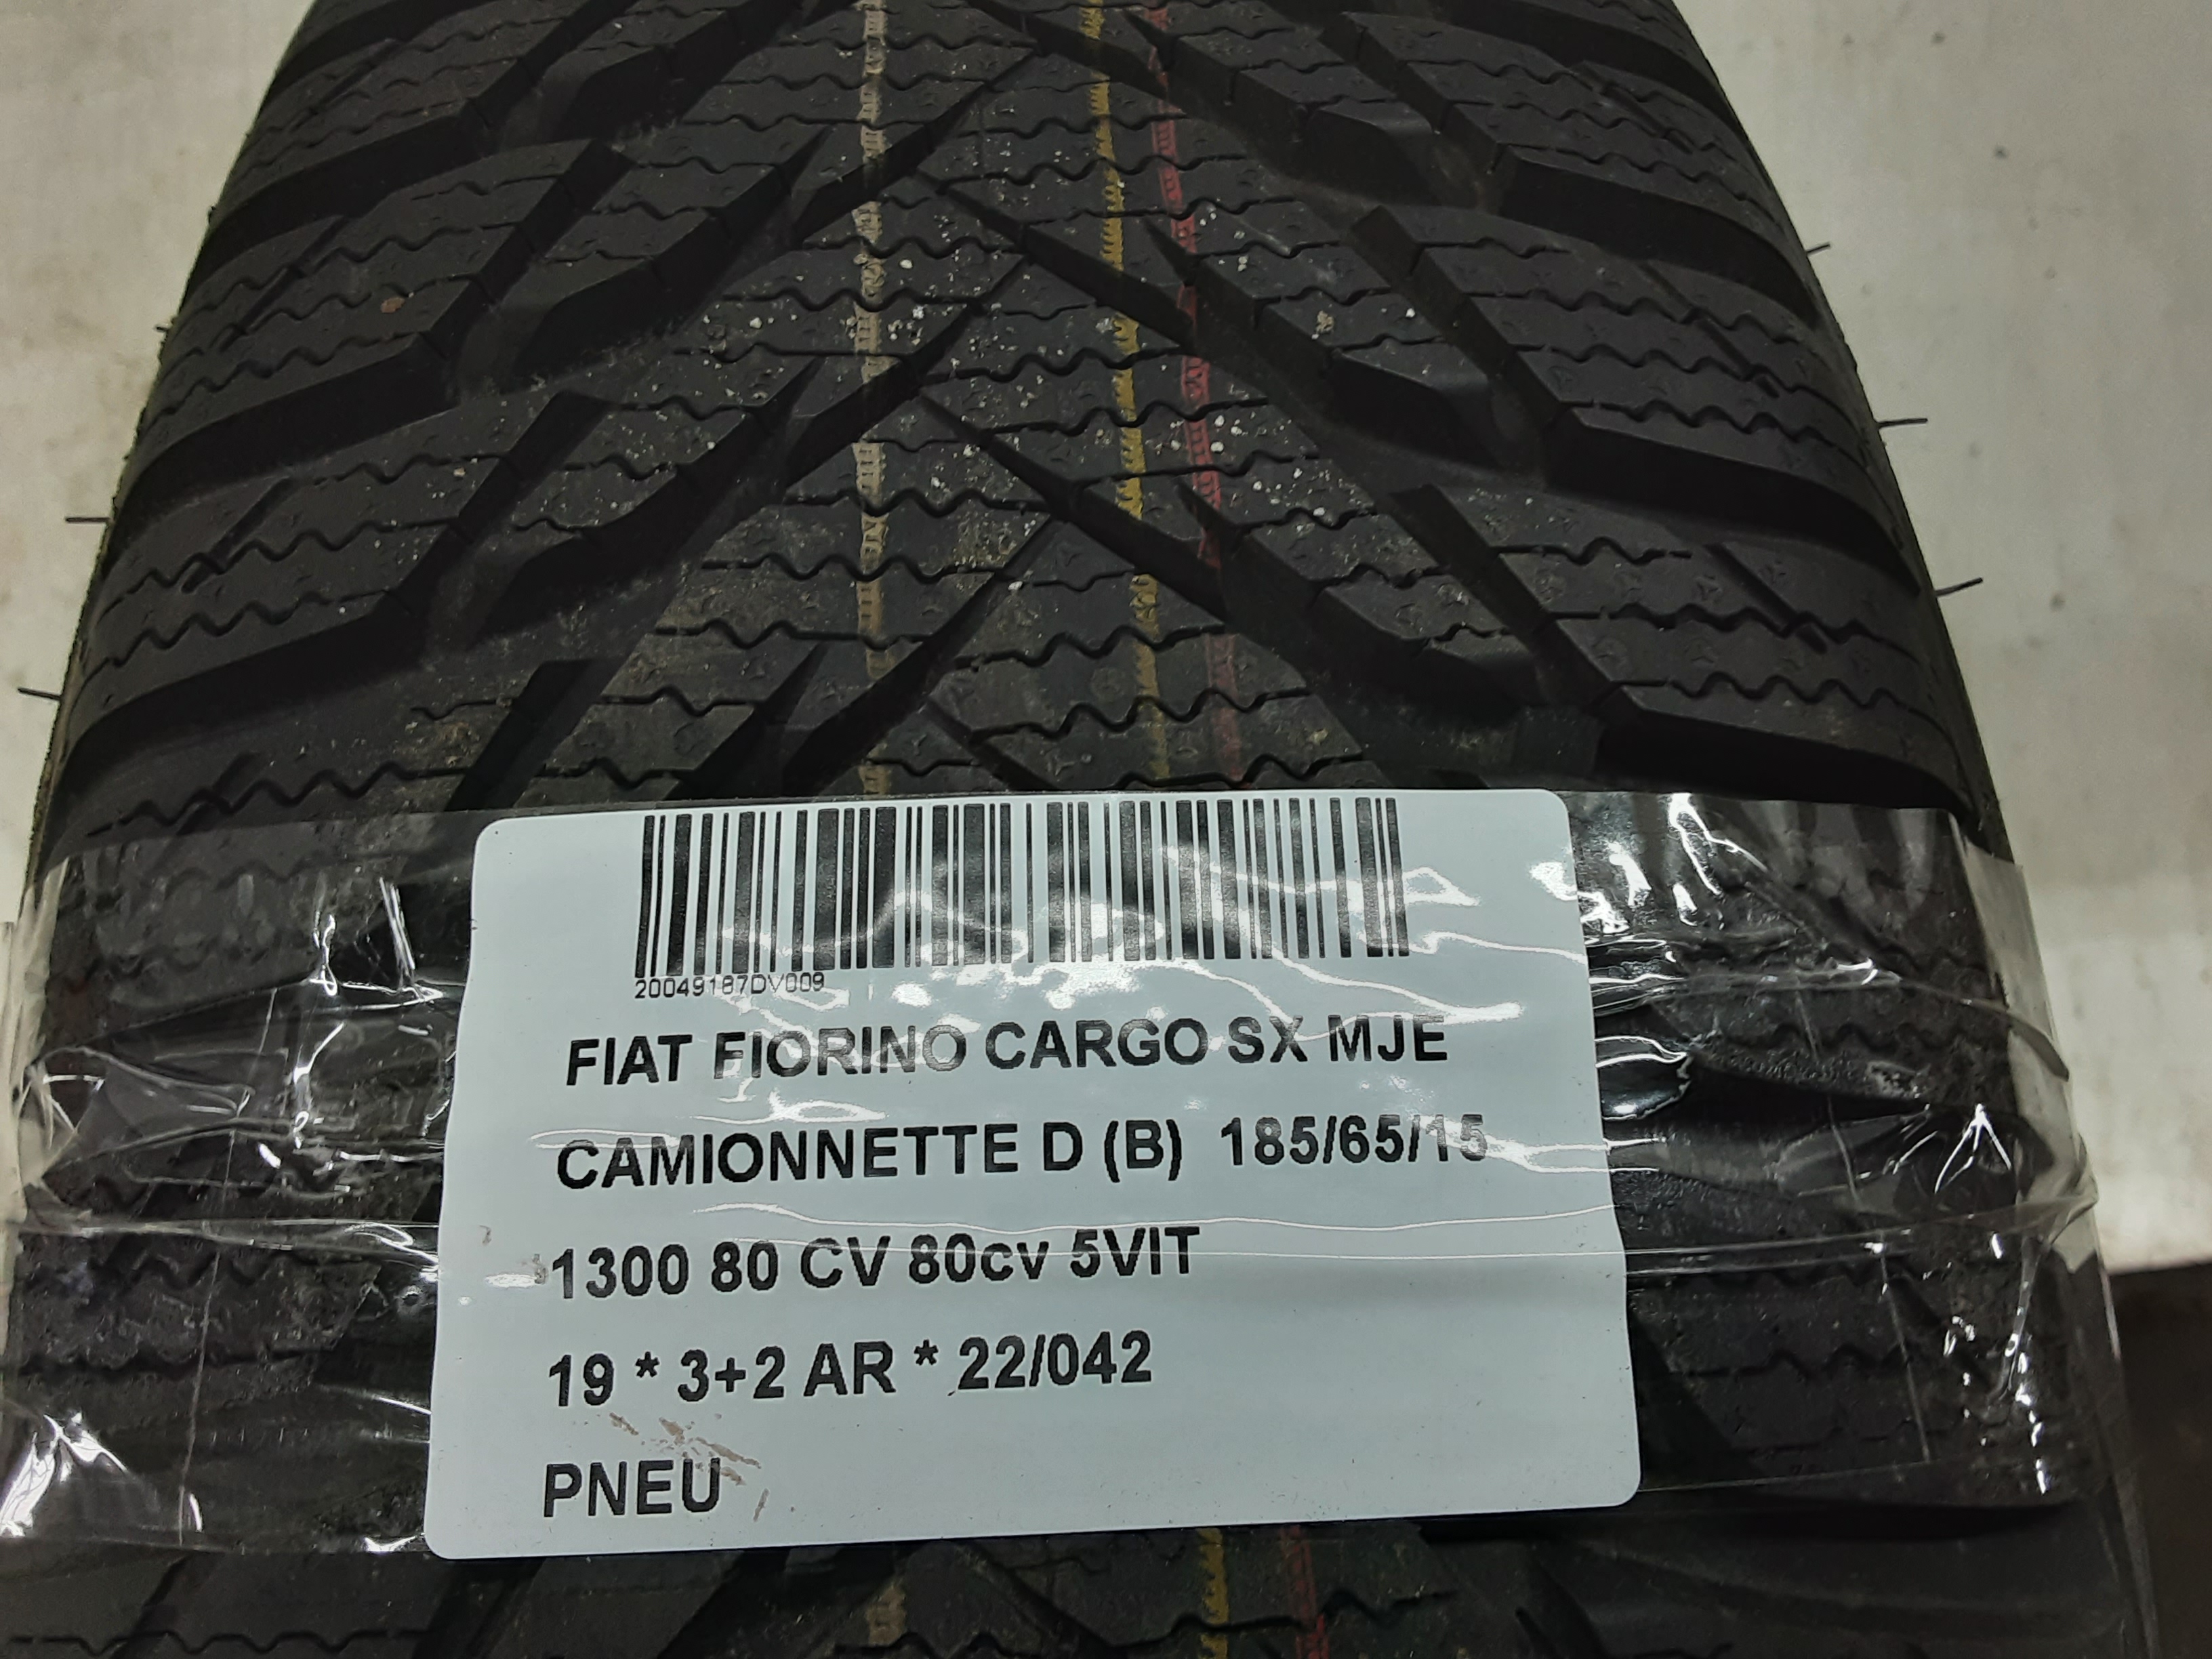 20049187DV009
FIAT FIORINO CARGO SX MJE
CAMIONNETTE D (B) 185/65/15
1300 80 CV 80cv 5VIT
19 * 3+2 AR * 22/042
PNEU